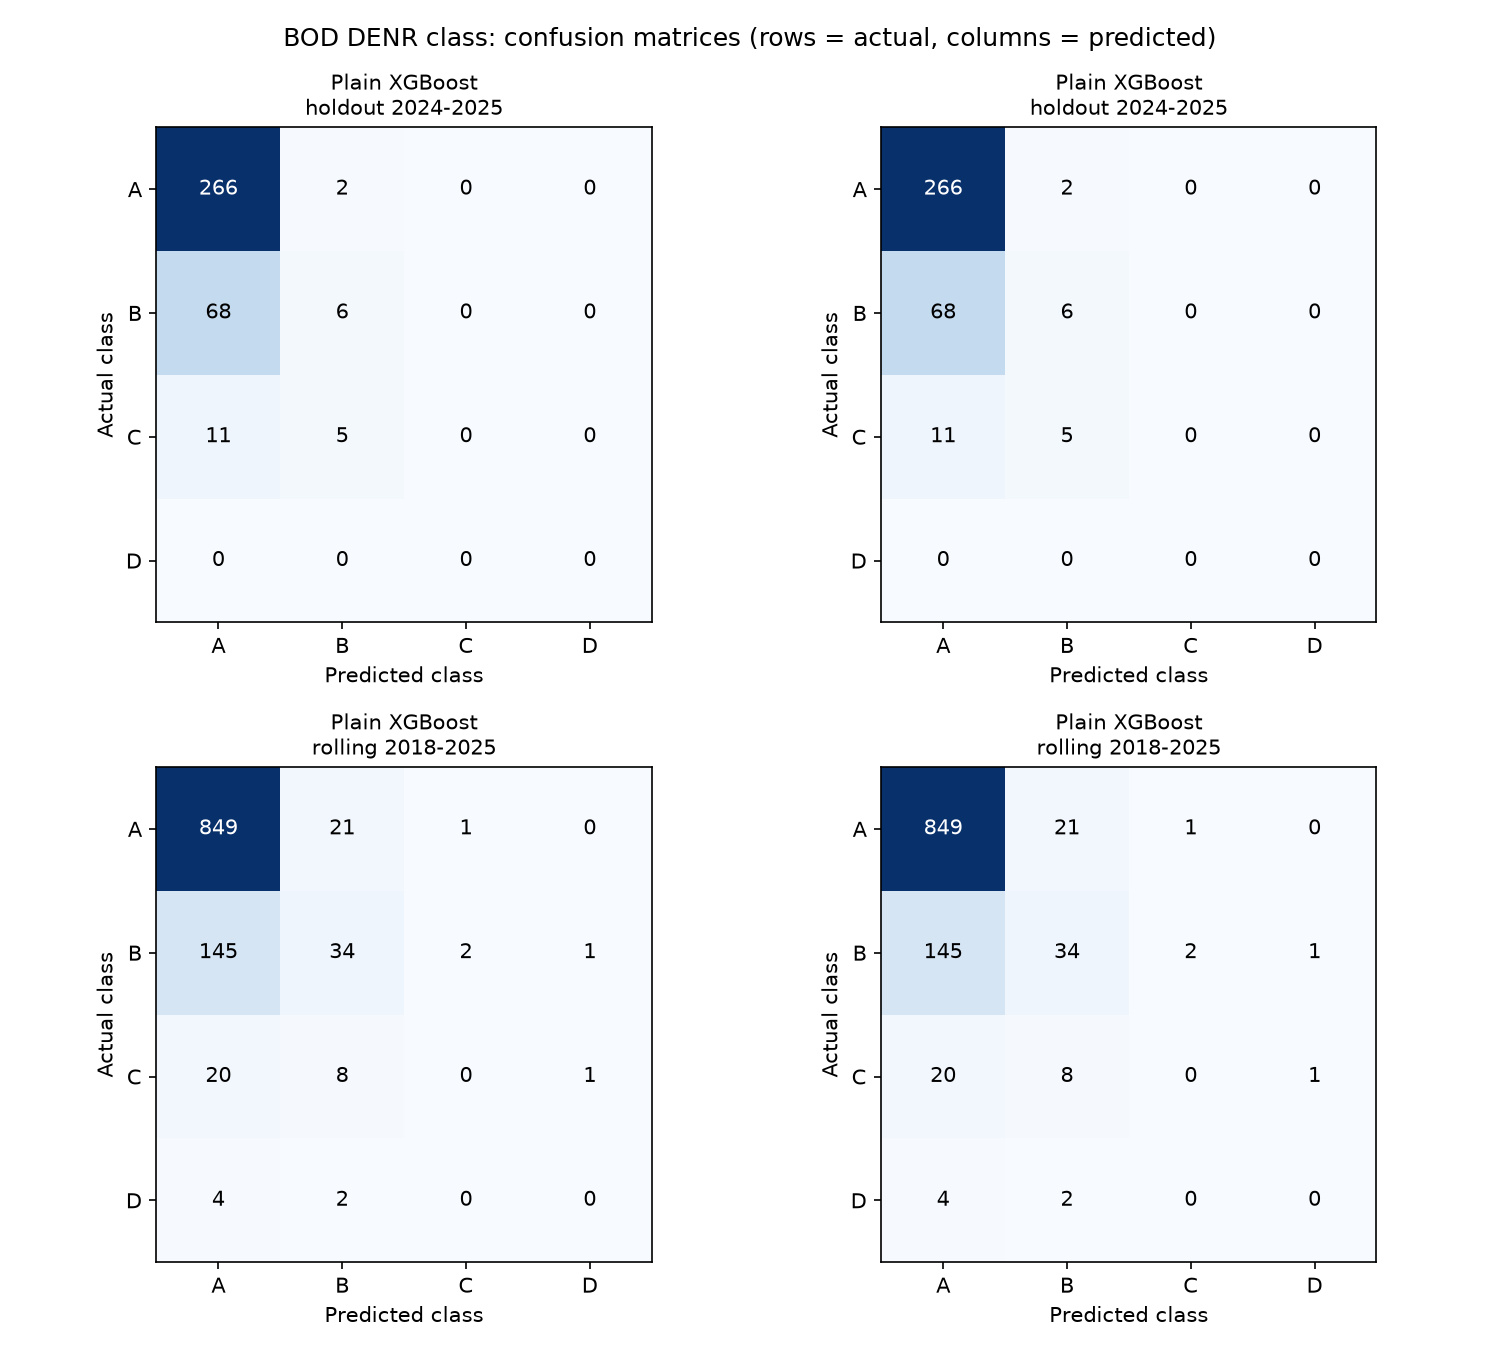 BOD DENR class: confusion matrices (rows = actual, columns = predicted)
Plain XGBoost
holdout 2024-2025
A 266 2 0 0
B 68 6 0 0
C 11 5 0 0
D 0 0 0 0
A B C D
Predicted class
Actual class
Plain XGBoost
holdout 2024-2025
A 266 2 0 0
B 68 6 0 0
C 11 5 0 0
D 0 0 0 0
A B C D
Predicted class
Actual class
Plain XGBoost
rolling 2018-2025
A 849 21 1 0
B 145 34 2 1
C 20 8 0 1
D 4 2 0 0
A B C D
Predicted class
Actual class
Plain XGBoost
rolling 2018-2025
A 849 21 1 0
B 145 34 2 1
C 20 8 0 1
D 4 2 0 0
A B C D
Predicted class
Actual class